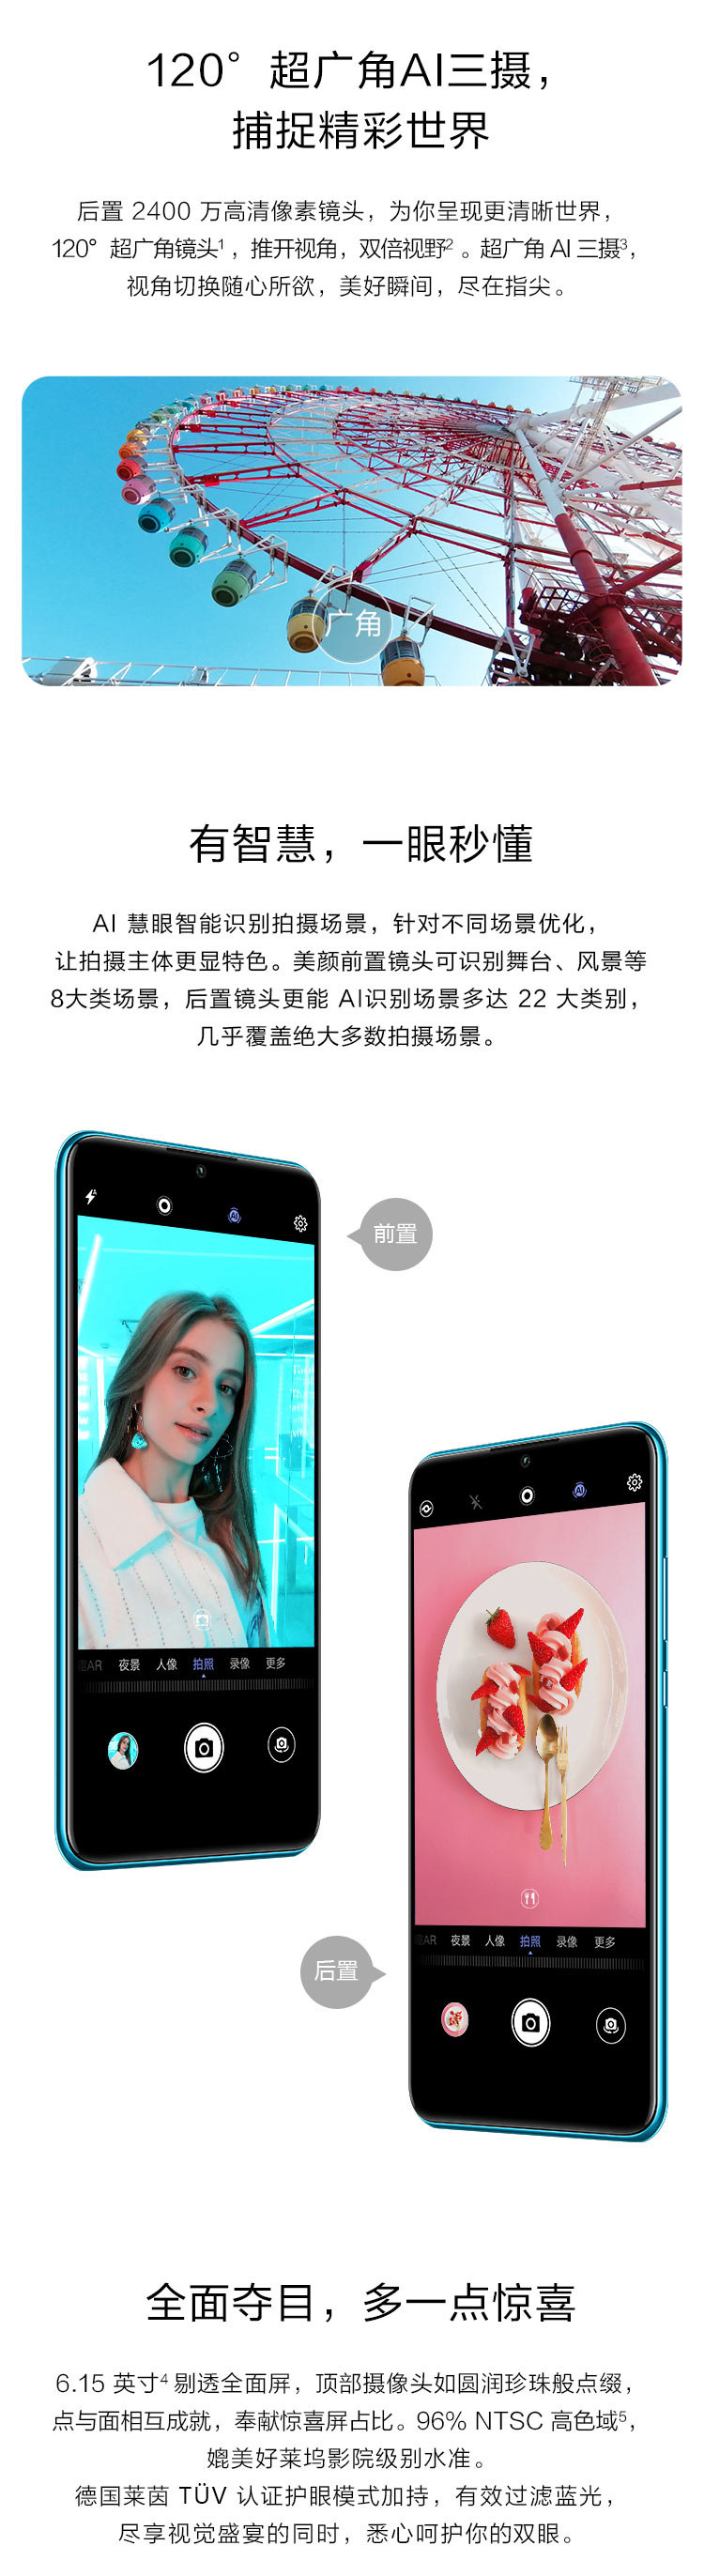 120°超广角AI三摄，
捕捉精彩世界
后置 2400 万高清像素镜头，为你呈现更清晰世界，
120°超广角镜头¹，推开视角，双倍视野²。超广角 AI 三摄³，
视角切换随心所欲，美好瞬间，尽在指尖。
广角
有智慧，一眼秒懂
AI 慧眼智能识别拍摄场景，针对不同场景优化，
让拍摄主体更显特色。美颜前置镜头可识别舞台、风景等
8大类场景，后置镜头更能 AI识别场景多达 22 大类别，
几乎覆盖绝大多数拍摄场景。
AI
前置
AR 夜景 人像 拍照 录像 更多
AI
AR 夜景 人像 拍照 录像 更多
后置
全面夺目，多一点惊喜
6.15 英寸⁴剔透全面屏，顶部摄像头如圆润珍珠般点缀，
点与面相互成就，奉献惊喜屏占比。96% NTSC 高色域⁵，
媲美好莱坞影院级别水准。
德国莱茵 TÜV 认证护眼模式加持，有效过滤蓝光，
尽享视觉盛宴的同时，悉心呵护你的双眼。